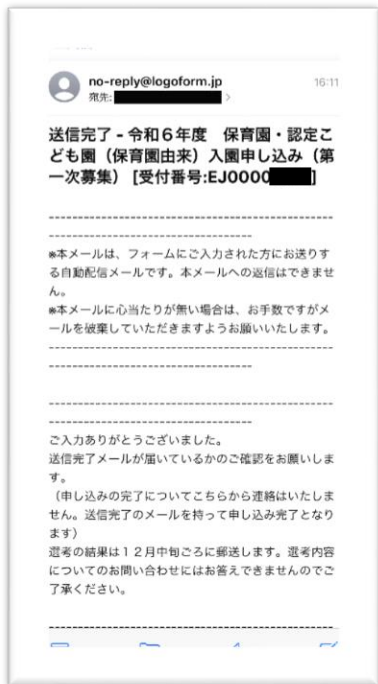 no-reply@logoform.jp 16:11
宛先: >
送信完了 - 令和６年度　保育園・認定こ
ども園（保育園由来）入園申し込み（第
一次募集） [受付番号:EJ0000 ]
------------------------------------------------
----------------------------------
※本メールは、フォームにご入力された方にお送りす
る自動配信メールです。本メールへの返信はできませ
ん。
※本メールに心当たりが無い場合は、お手数ですがメ
ールを破棄していただきますようお願いいたします。
------------------------------------------------
----------------------------------
------------------------------------------------
----------------------------------
ご入力ありがとうございました。
送信完了メールが届いているかのご確認をお願いしま
す。
（申し込みの完了についてこちらから連絡はいたしま
せん。送信完了のメールを持って申し込み完了となり
ます）
選考の結果は１２月中旬ごろに郵送します。選考内容
についてのお問い合わせにはお答えできませんのでご
了承ください。
------------------------------------------------